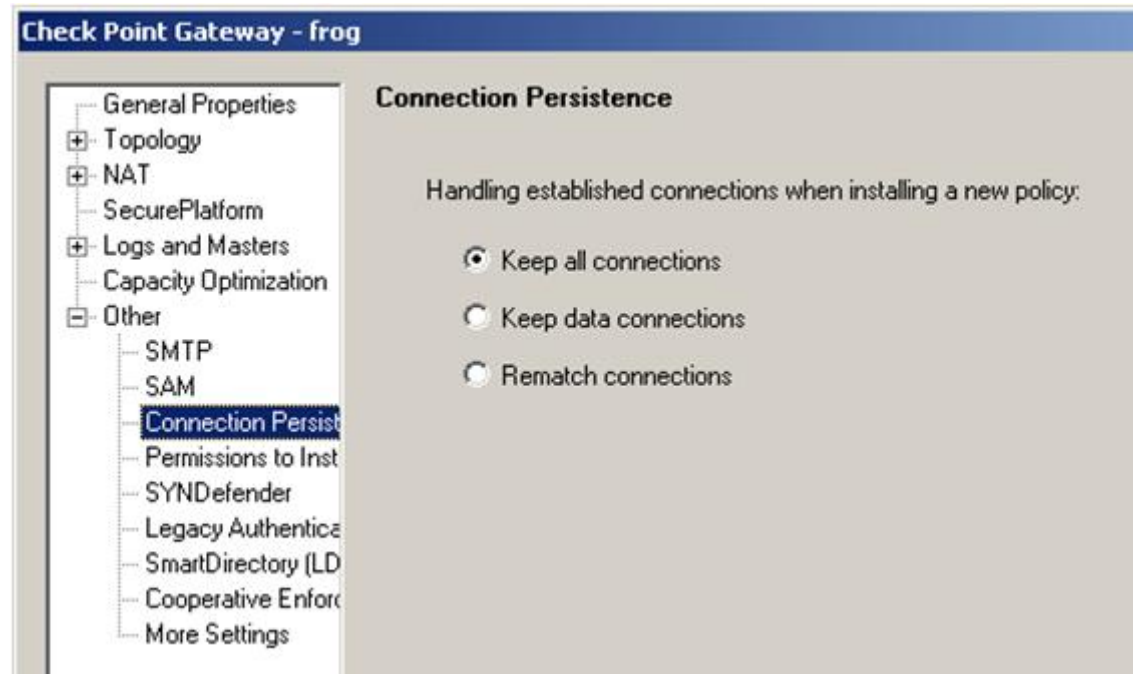 Check Point Gateway - frog
General Properties
Topology
NAT
SecurePlatform
Logs and Masters
Capacity Optimization
Other
SMTP
SAM
Connection Persist
Permissions to Inst
SYNDefender
Legacy Authentica
SmartDirectory (LD
Cooperative Enforc
More Settings
Connection Persistence
Handling established connections when installing a new policy:
Keep all connections
Keep data connections
Rematch connections